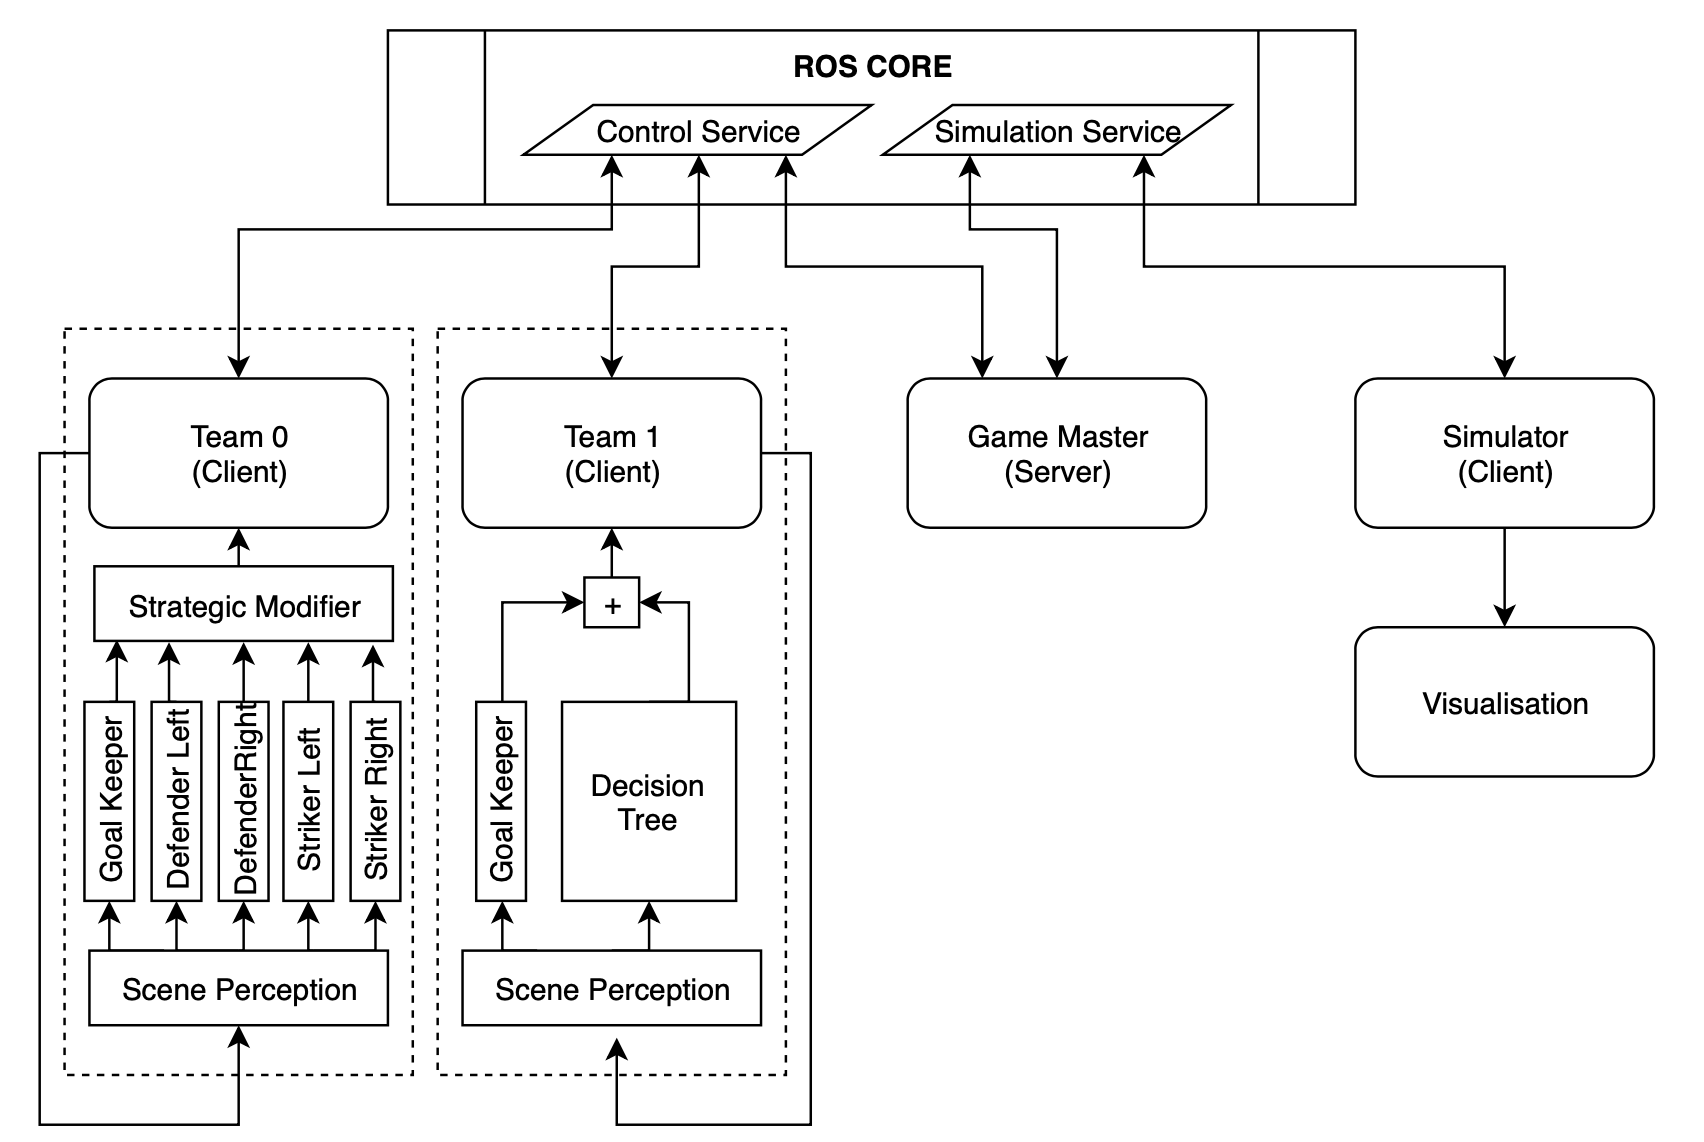 ROS CORE
Control Service
Simulation Service
Team 0
(Client)
Team 1
(Client)
Game Master
(Server)
Simulator
(Client)
Strategic Modifier
+
Visualisation
Goal Keeper
Defender Left
DefenderRight
Striker Left
Striker Right
Goal Keeper
Decision
Tree
Scene Perception
Scene Perception